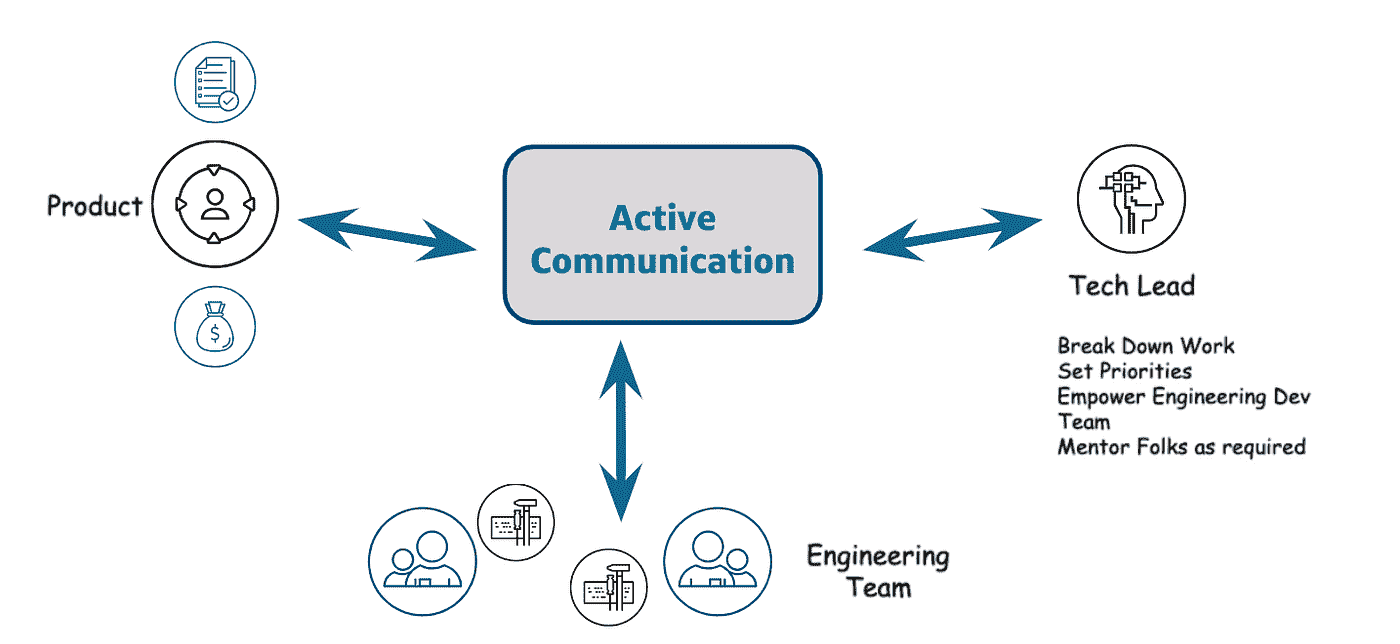 Product
Active
Communication
$
Tech Lead
Break Down Work
Set Priorities
Empower Engineering Dev
Team
Mentor Folks as required
Engineering
Team